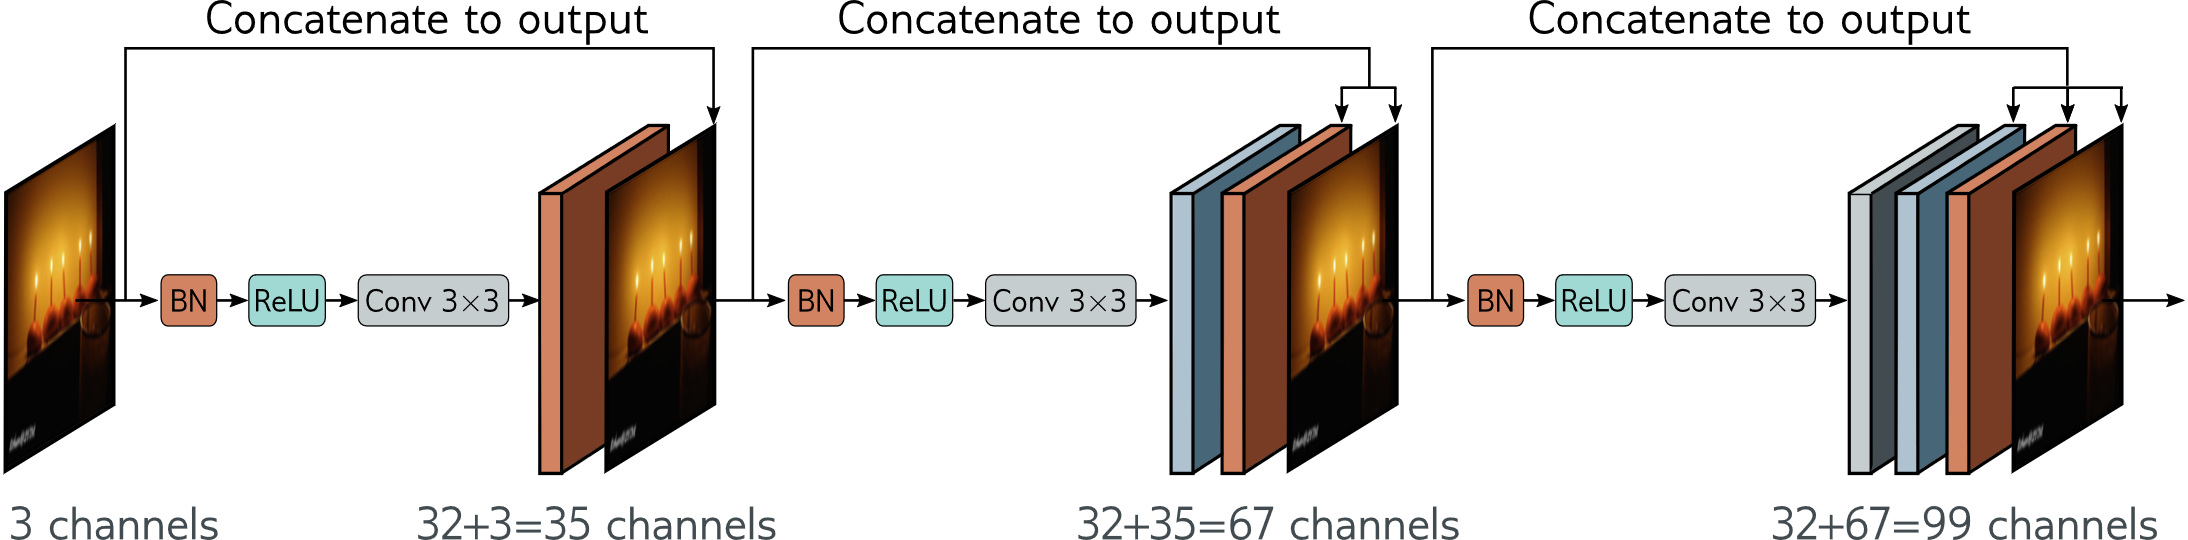 Concatenate to output
Concatenate to output
Concatenate to output
BN
ReLU
Conv 3×3
BN
ReLU
Conv 3×3
BN
ReLU
Conv 3×3
3 channels
32+3=35 channels
32+35=67 channels
32+67=99 channels